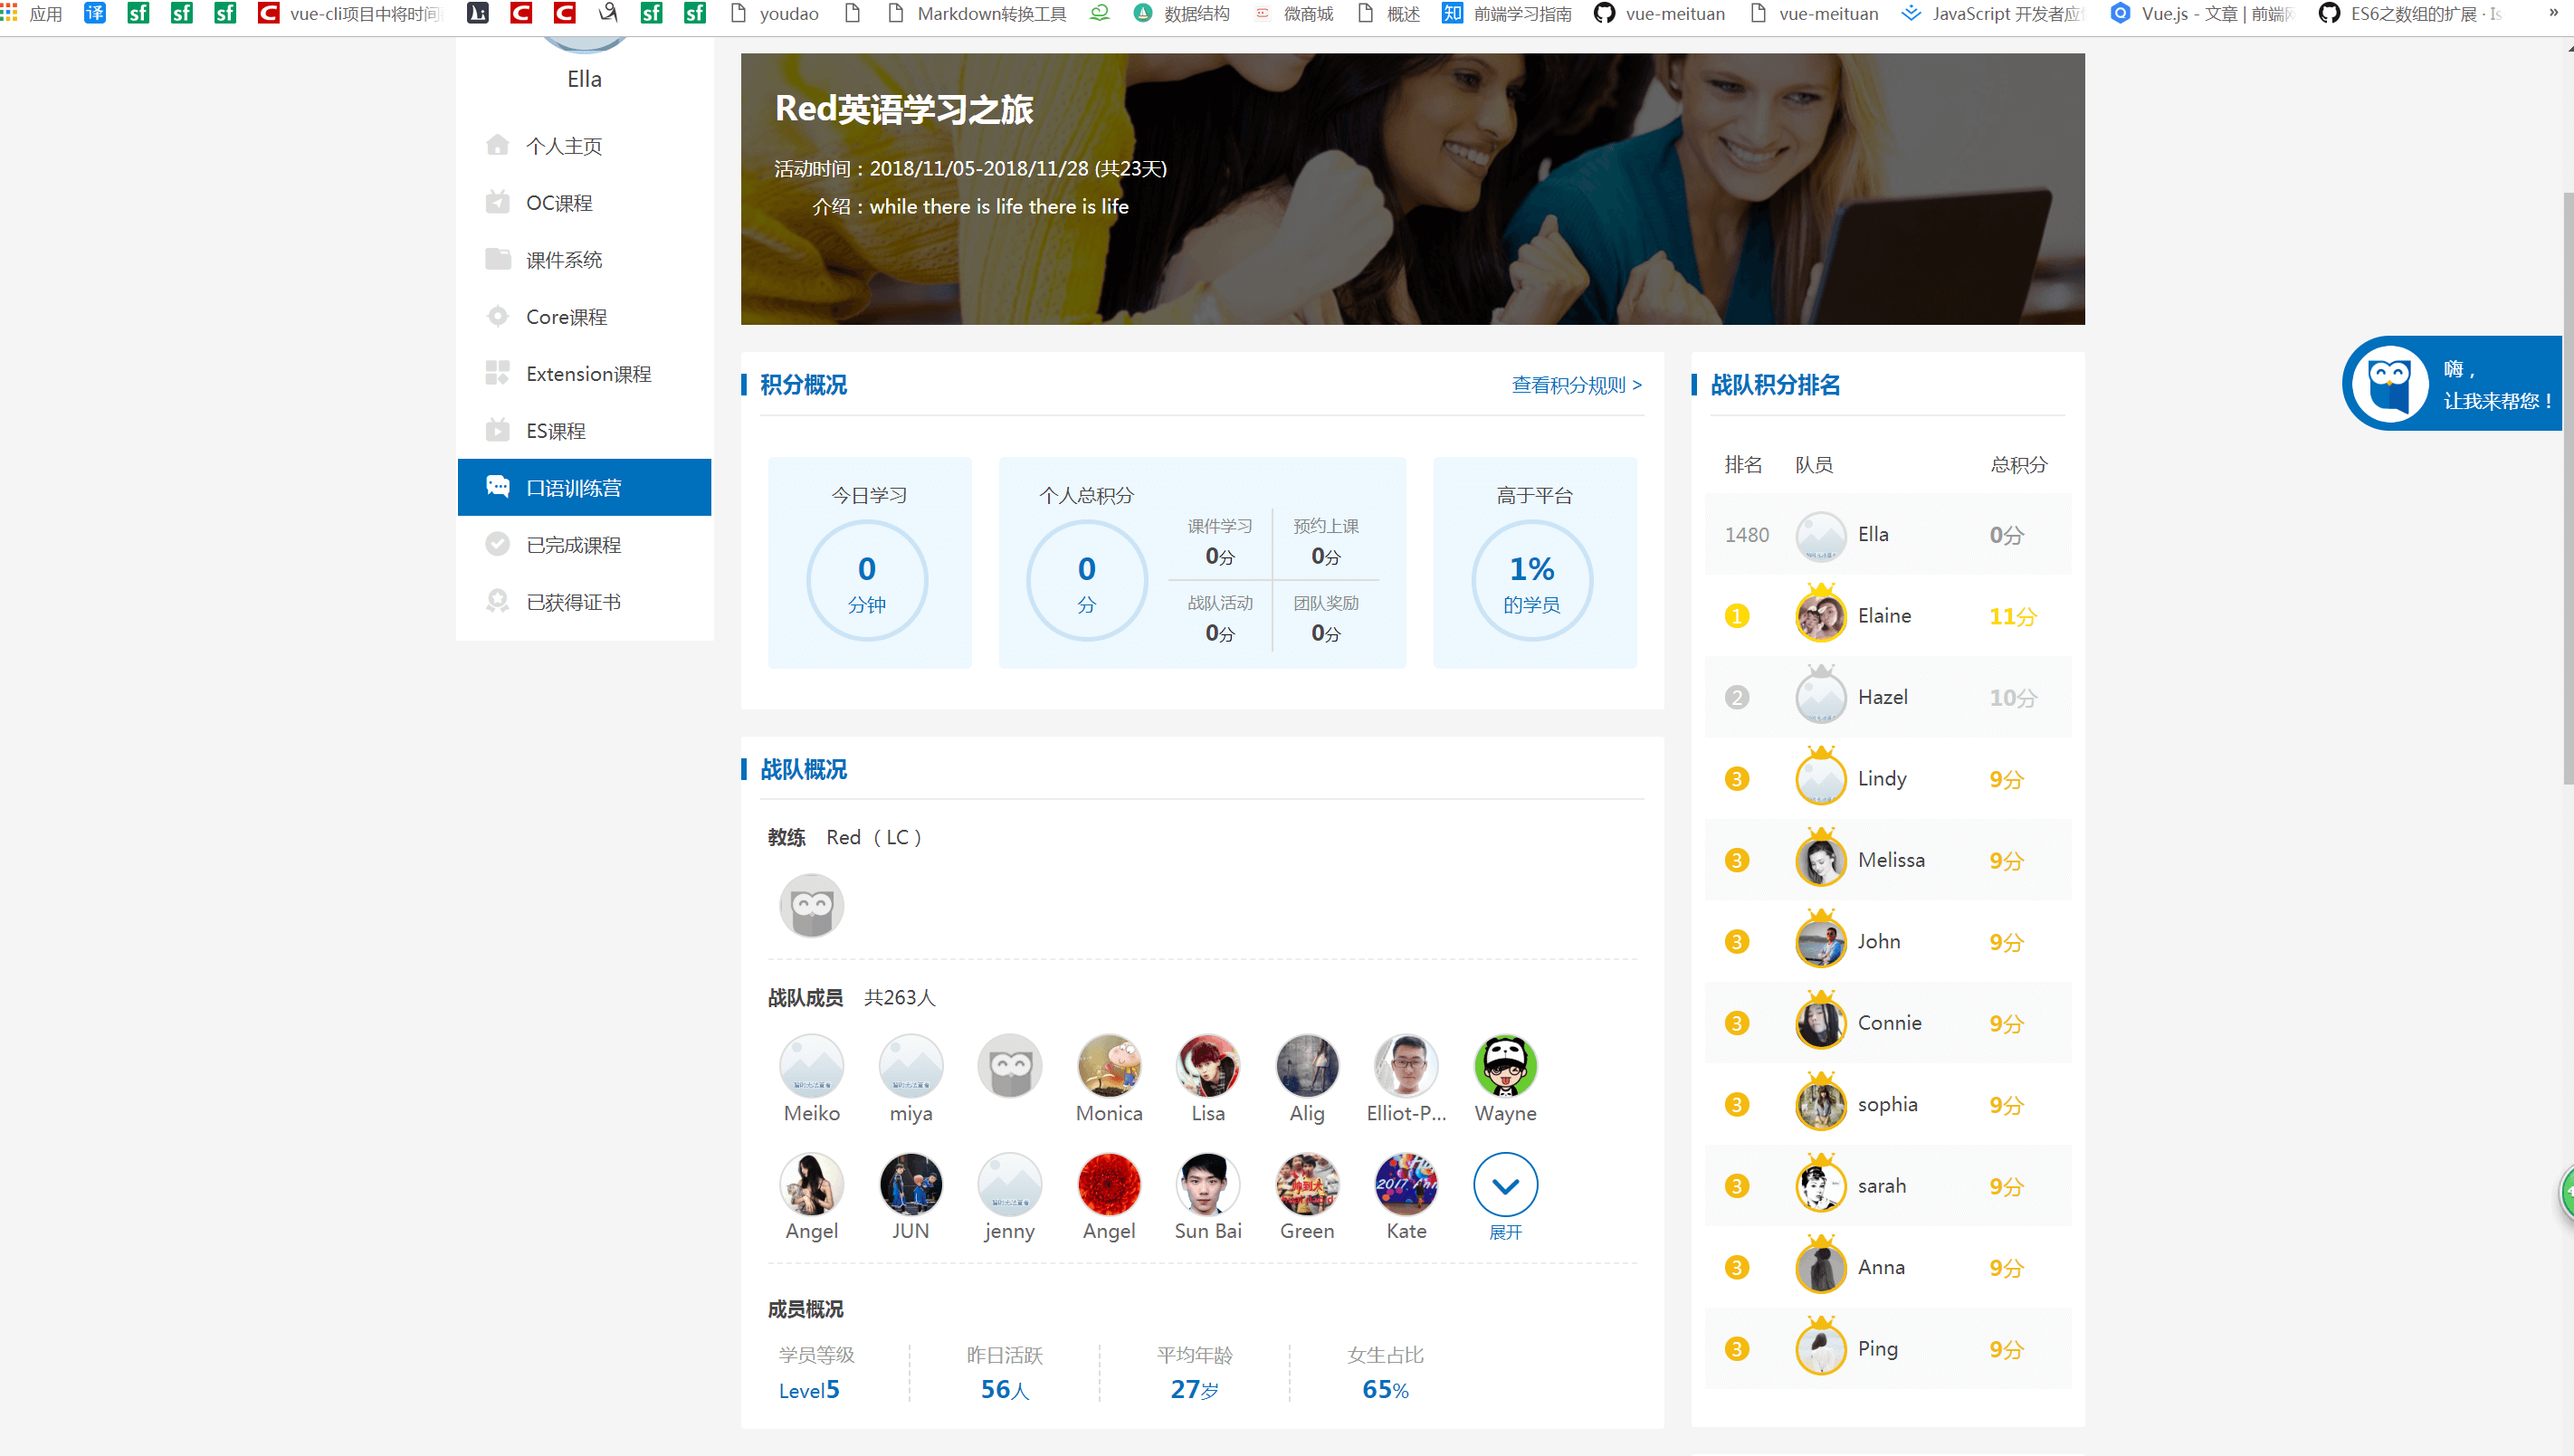 应用
译
sf
sf
sf
C
vue-cli项目中将时间
C
C
sf
sf
youdao
Markdown转换工具
数据结构
微商城
概述
知
前端学习指南
vue-meituan
vue-meituan
JavaScript 开发者应
Vue.js - 文章 | 前端网
ES6之数组的扩展 · Is
»
Ella
个人主页
OC课程
课件系统
Core课程
Extension课程
ES课程
口语训练营
已完成课程
已获得证书
Red英语学习之旅
活动时间：2018/11/05-2018/11/28 (共23天)
介绍：while there is life there is life
积分概况
查看积分规则 >
今日学习
0
分钟
个人总积分
0
分
课件学习
0分
预约上课
0分
战队活动
0分
团队奖励
0分
高于平台
1%
的学员
战队概况
教练 Red（LC）
战队成员 共263人
Meiko
miya
Monica
Lisa
Alig
Elliot-P...
Wayne
Angel
JUN
jenny
Angel
Sun Bai
Green
Kate
展开
成员概况
学员等级
Level5
昨日活跃
56人
平均年龄
27岁
女生占比
65%
战队积分排名
排名 队员 总积分
1480 Ella 0分
1 Elaine 11分
2 Hazel 10分
3 Lindy 9分
3 Melissa 9分
3 John 9分
3 Connie 9分
3 sophia 9分
3 sarah 9分
3 Anna 9分
3 Ping 9分
嗨，
让我来帮您！